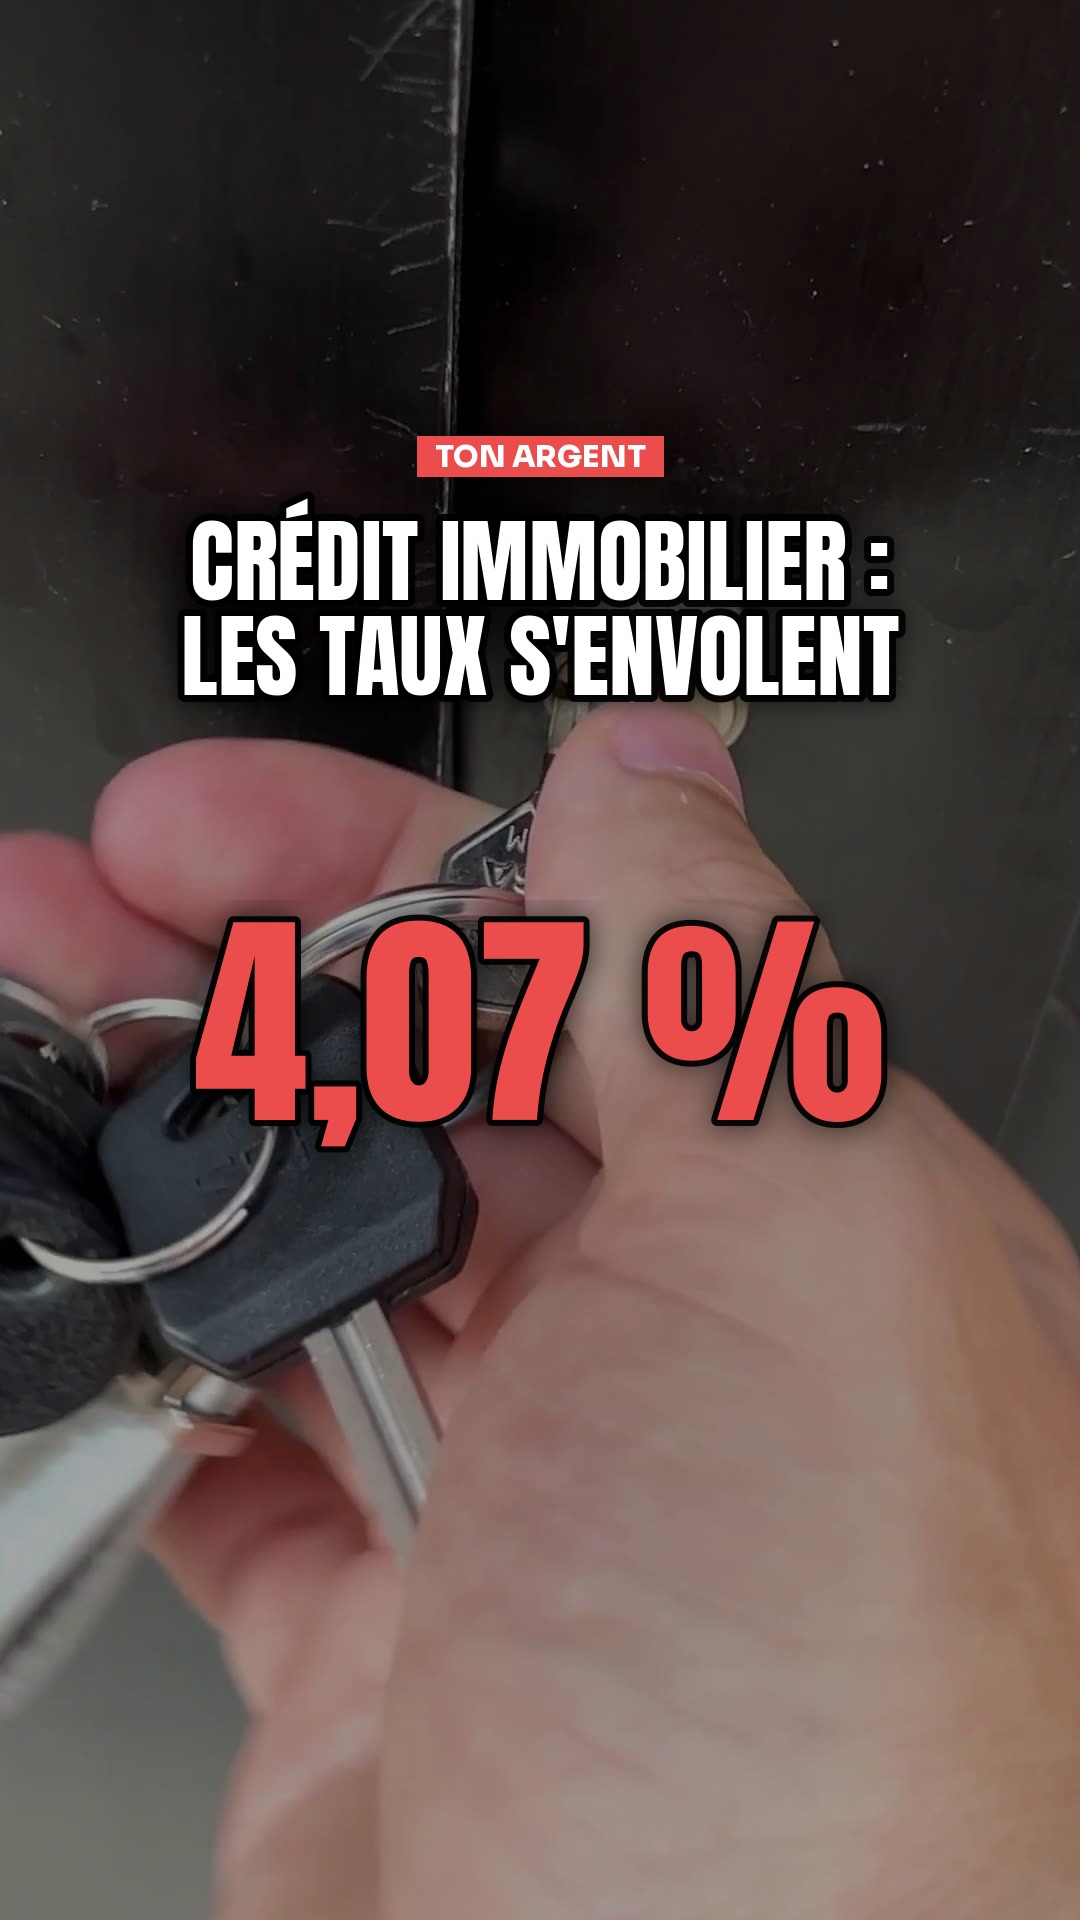 TON ARGENT
CRÉDIT IMMOBILIER :
LES TAUX S'ENVOLENT
4,07 %